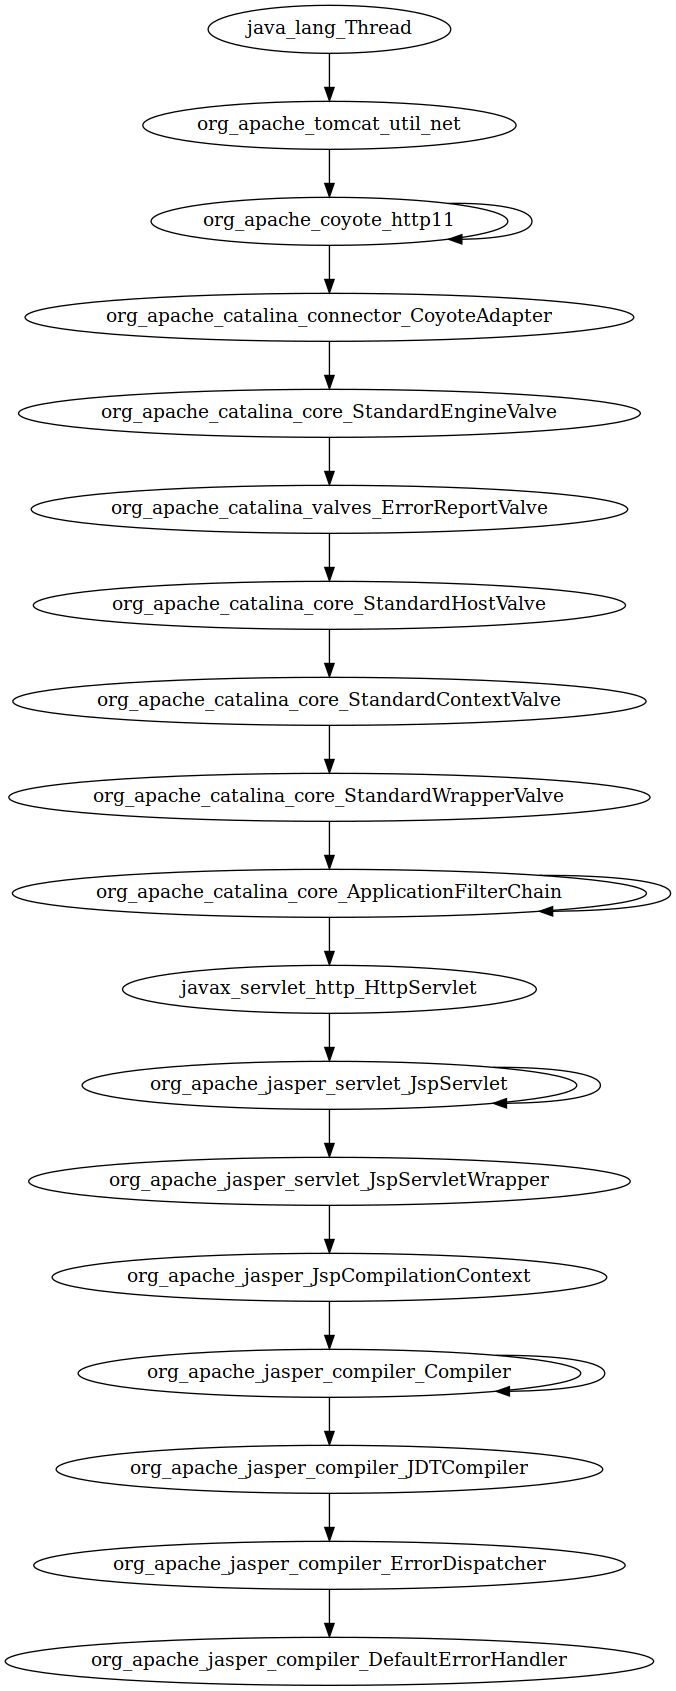 java_lang_Thread
org_apache_tomcat_util_net
org_apache_coyote_http11
org_apache_catalina_connector_CoyoteAdapter
org_apache_catalina_core_StandardEngineValve
org_apache_catalina_valves_ErrorReportValve
org_apache_catalina_core_StandardHostValve
org_apache_catalina_core_StandardContextValve
org_apache_catalina_core_StandardWrapperValve
org_apache_catalina_core_ApplicationFilterChain
javax_servlet_http_HttpServlet
org_apache_jasper_servlet_JspServlet
org_apache_jasper_servlet_JspServletWrapper
org_apache_jasper_JspCompilationContext
org_apache_jasper_compiler_Compiler
org_apache_jasper_compiler_JDTCompiler
org_apache_jasper_compiler_ErrorDispatcher
org_apache_jasper_compiler_DefaultErrorHandler